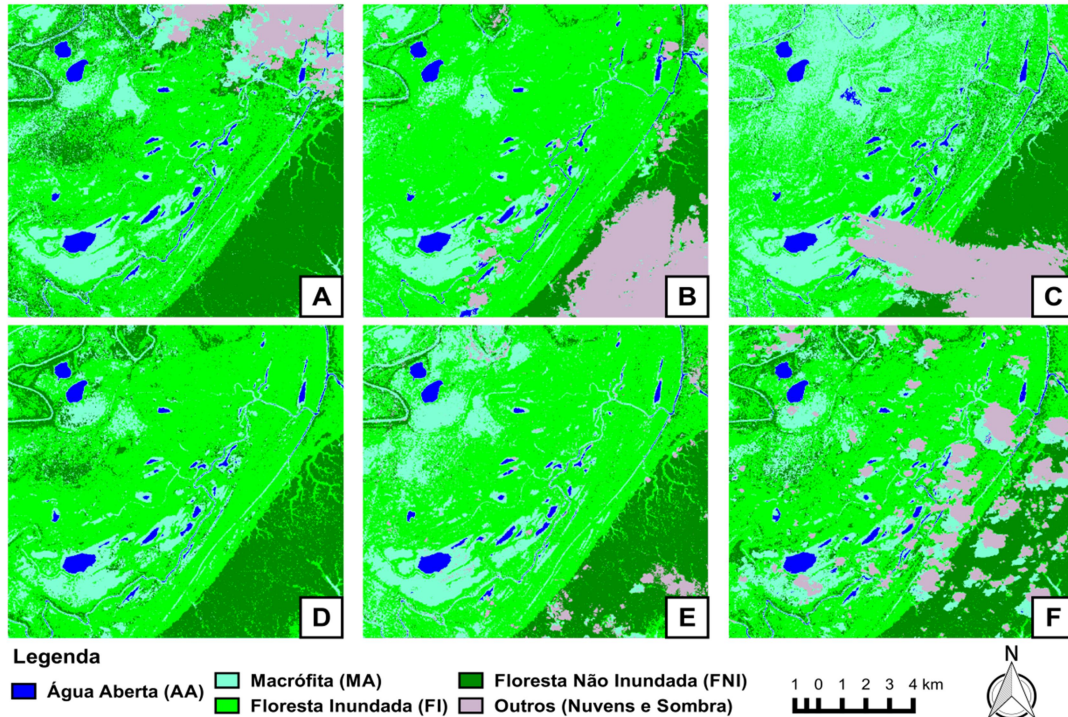 A
B
C
D
E
F
Legenda
Água Aberta (AA)
Macrófita (MA)
Floresta Inundada (FI)
Floresta Não Inundada (FNI)
Outros (Nuvens e Sombra)
1 0 1 2 3 4 km
N